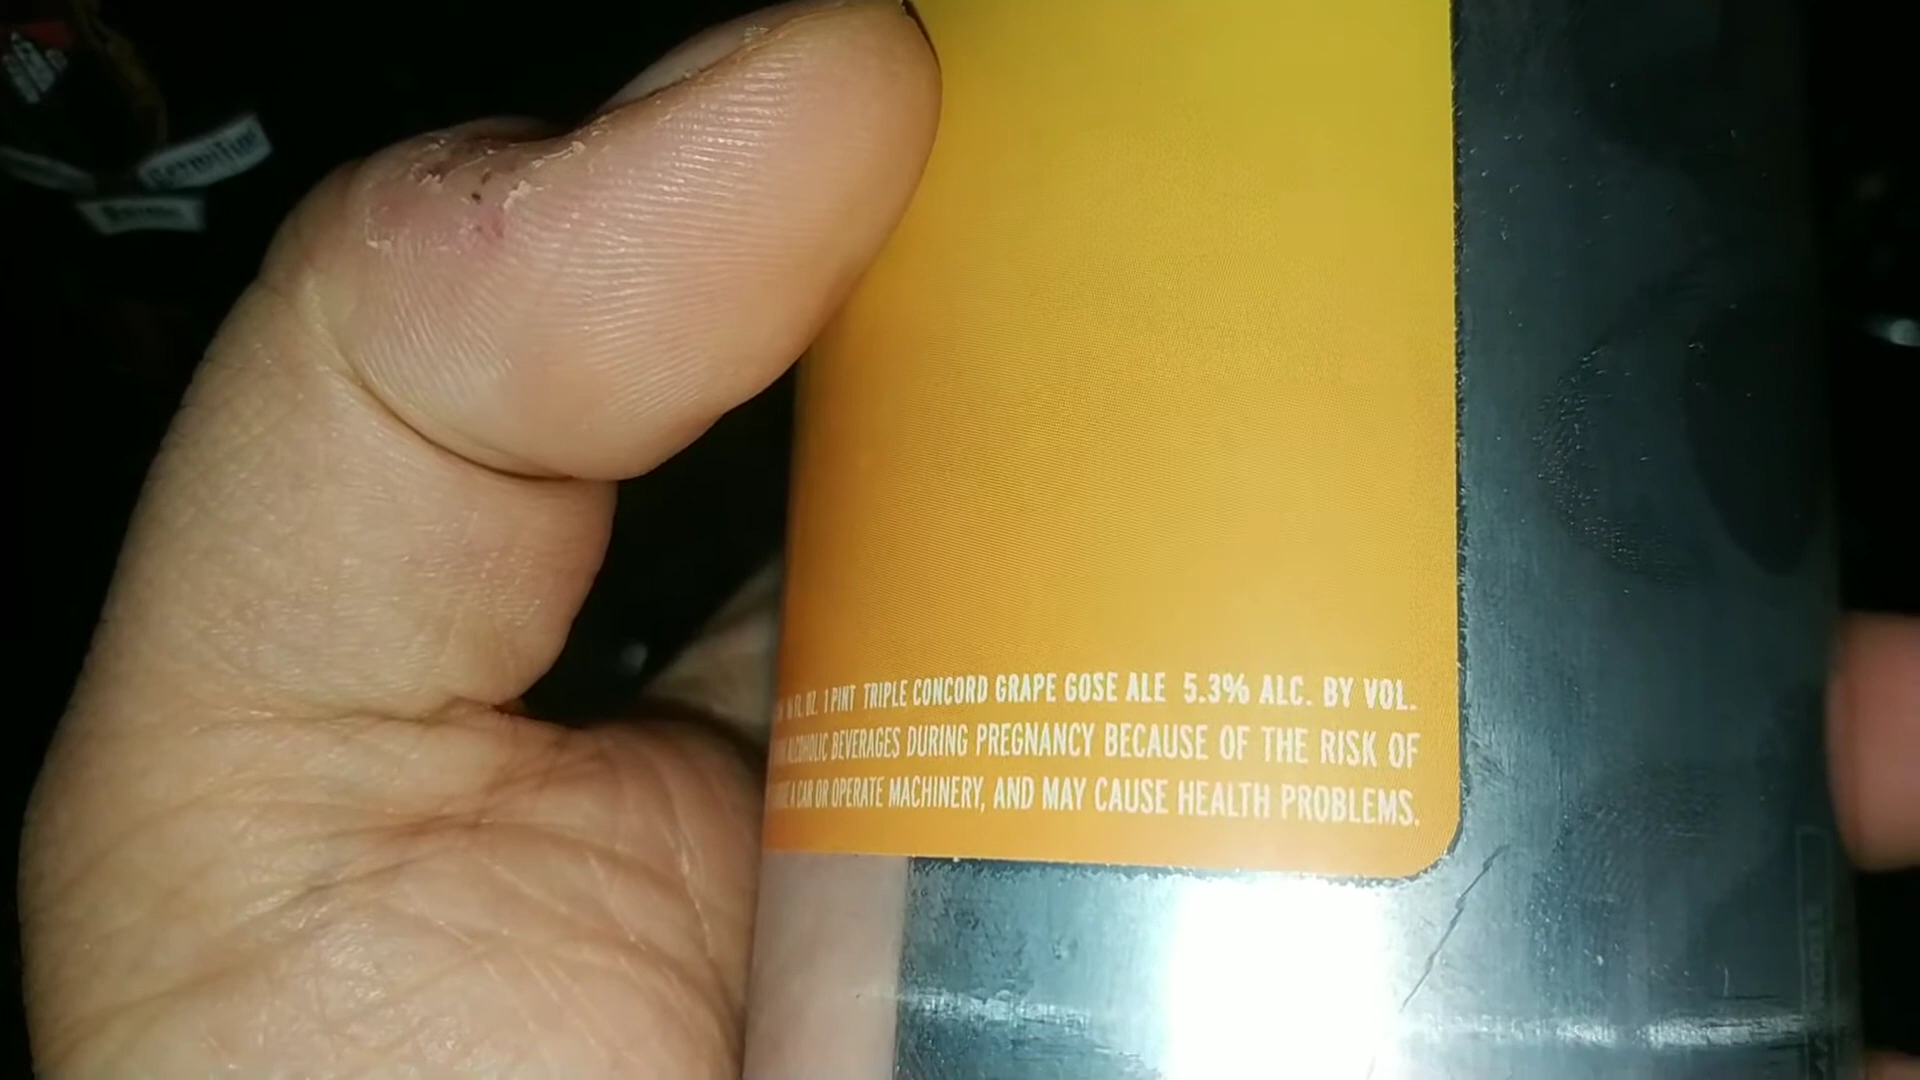 FL. OZ. 1 PINT TRIPLE CONCORD GRAPE GOSE ALE 5.3% ALC. BY VOL.
ALCOHOLIC BEVERAGES DURING PREGNANCY BECAUSE OF THE RISK OF
A CAR OR OPERATE MACHINERY, AND MAY CAUSE HEALTH PROBLEMS.